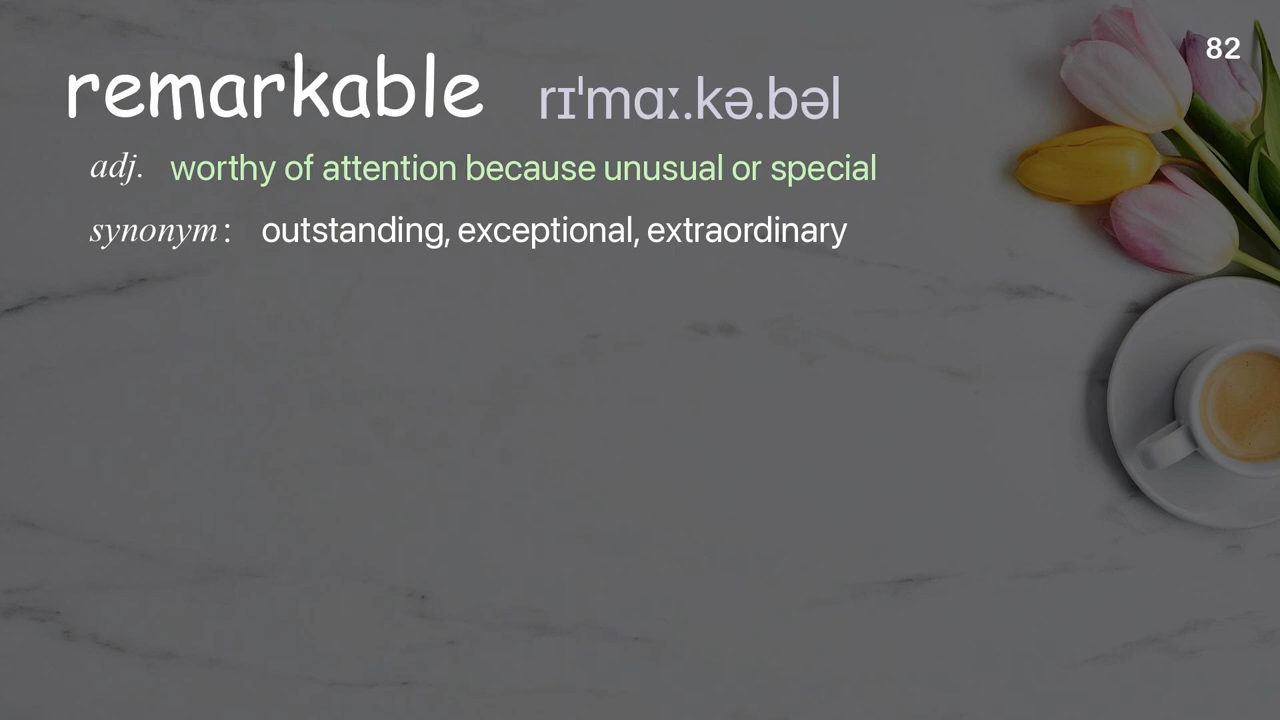 82
remarkable rɪˈmɑː.kə.bəl
adj. worthy of attention because unusual or special
synonym: outstanding, exceptional, extraordinary